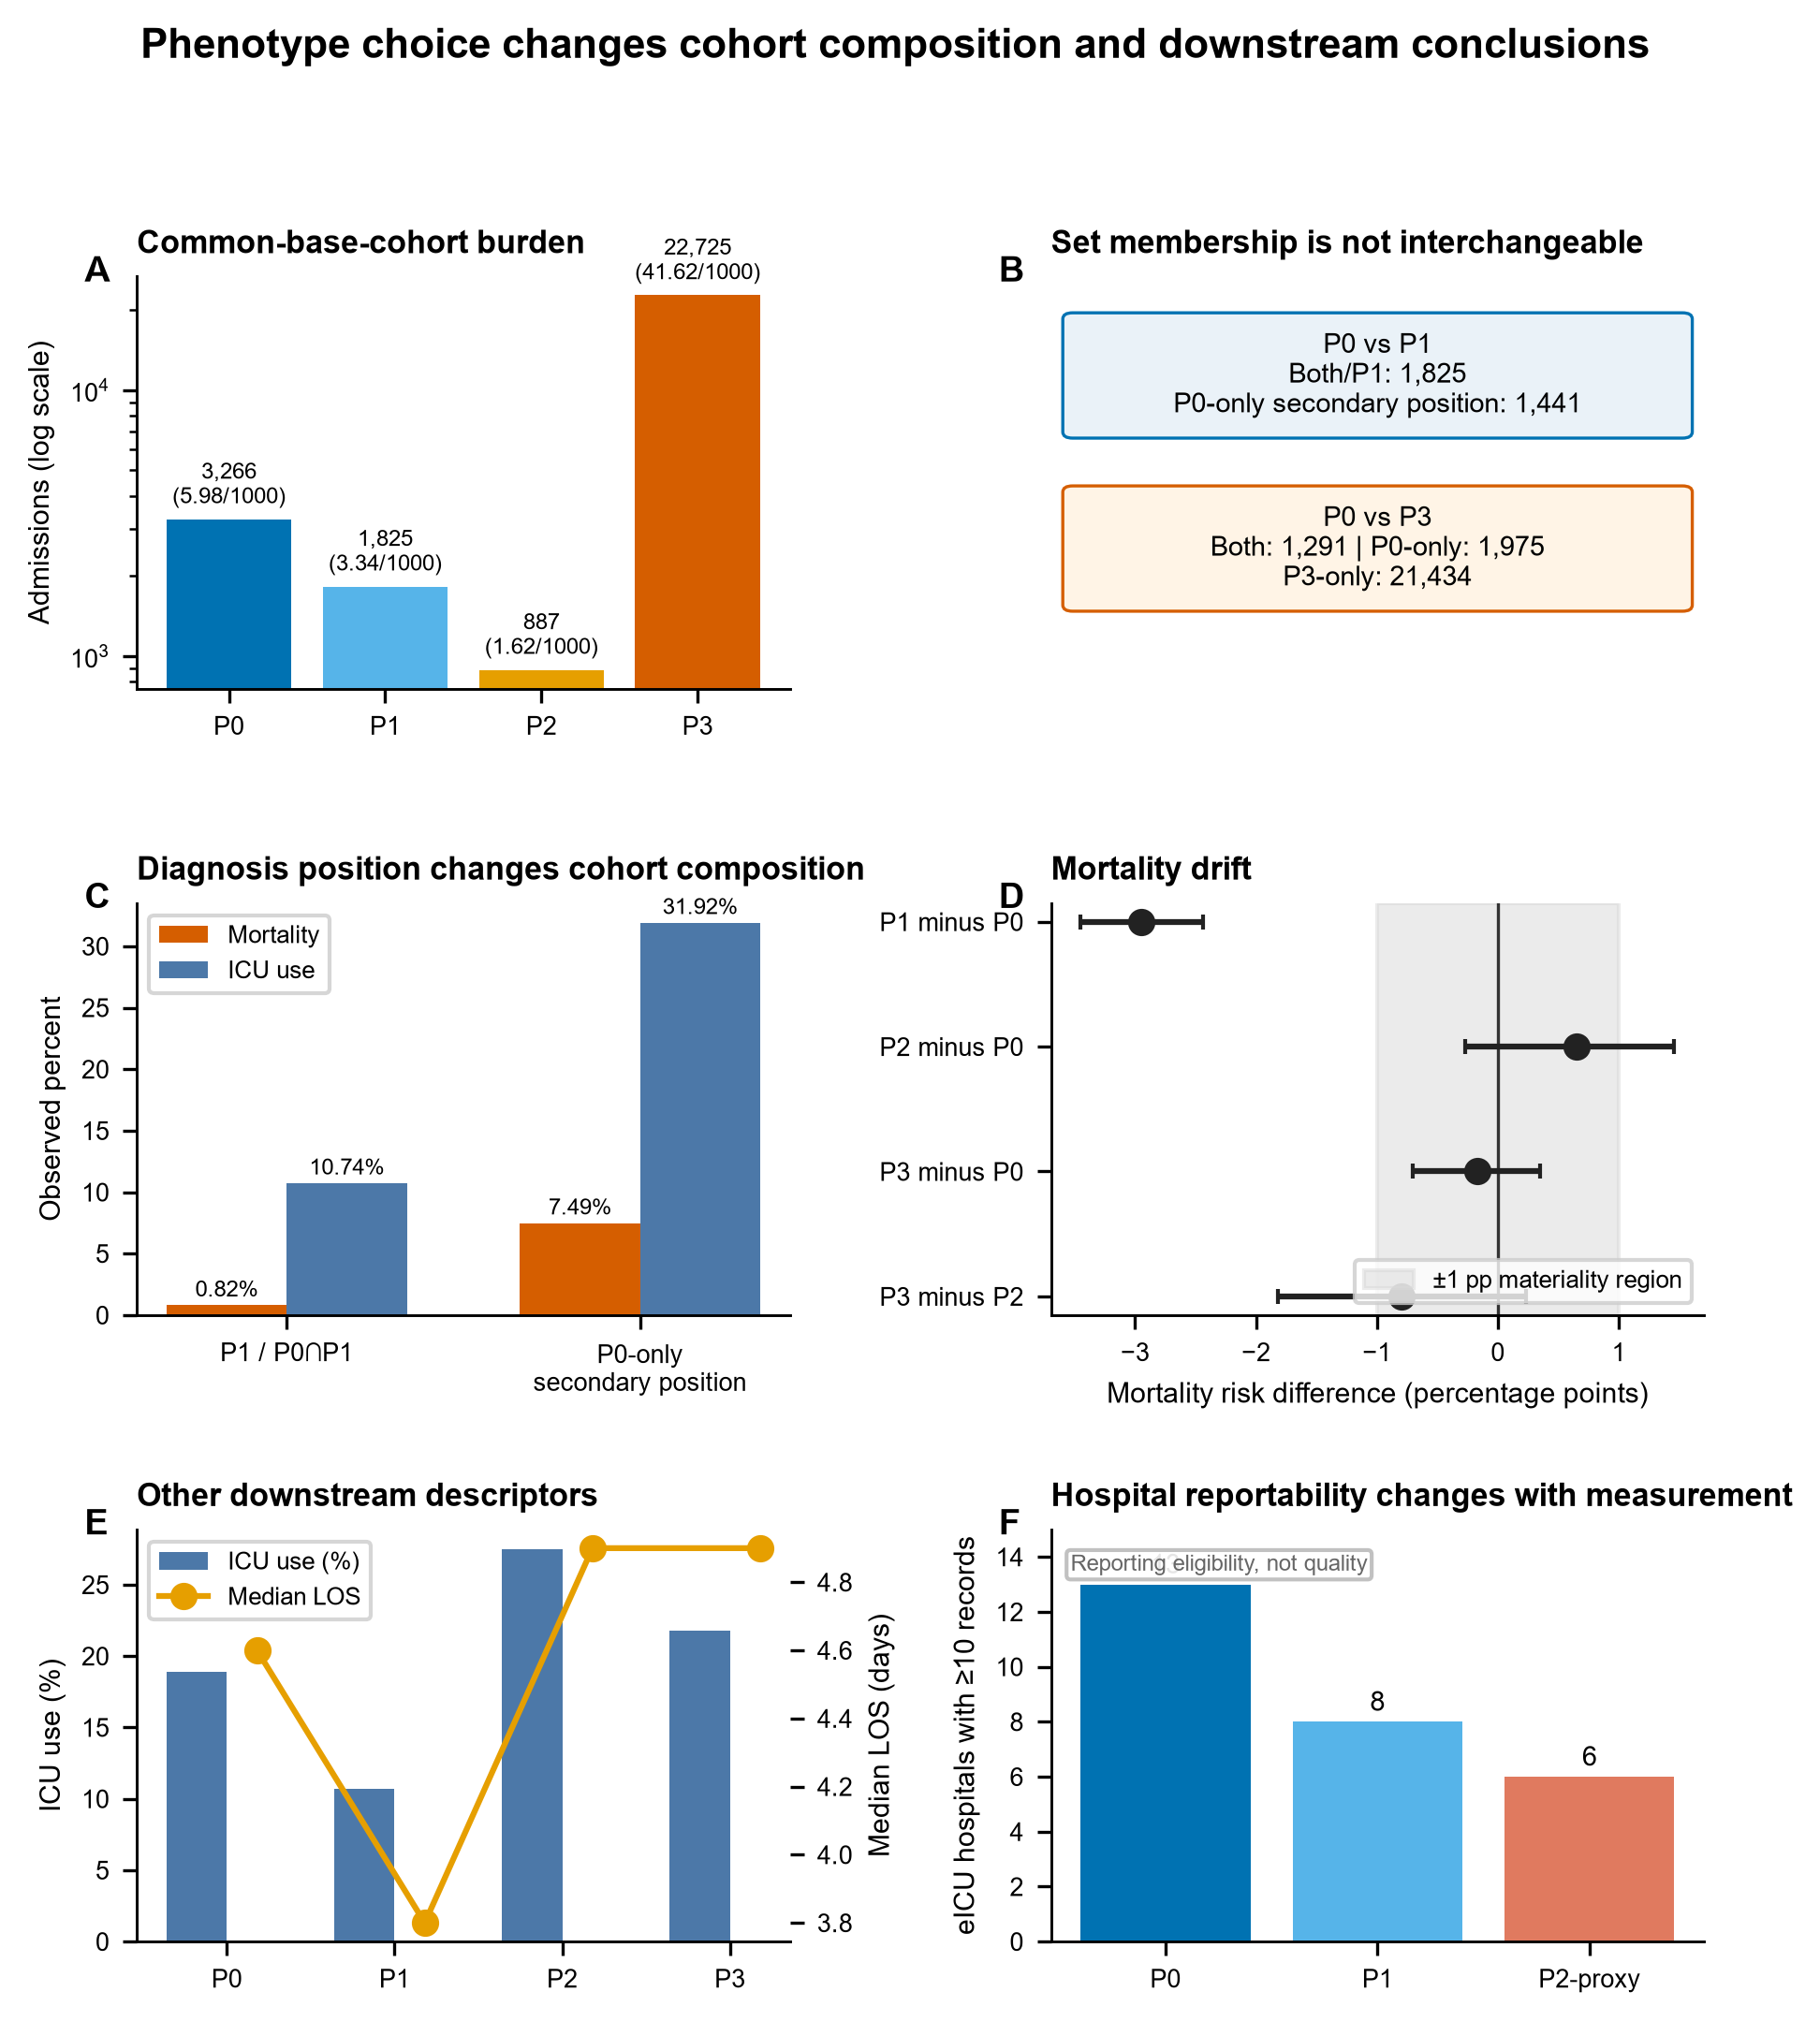 Phenotype choice changes cohort composition and downstream conclusions
A
Common-base-cohort burden
Admissions (log scale)
10⁴
10³
3,266
(5.98/1000)
1,825
(3.34/1000)
887
(1.62/1000)
22,725
(41.62/1000)
P0
P1
P2
P3
B
Set membership is not interchangeable
P0 vs P1
Both/P1: 1,825
P0-only secondary position: 1,441
P0 vs P3
Both: 1,291 | P0-only: 1,975
P3-only: 21,434
C
Diagnosis position changes cohort composition
Mortality
ICU use
Observed percent
30
25
20
15
10
5
0
0.82%
10.74%
7.49%
31.92%
P1 / P0∩P1
P0-only
secondary position
D
Mortality drift
P1 minus P0
P2 minus P0
P3 minus P0
P3 minus P2
±1 pp materiality region
−3
−2
−1
0
1
Mortality risk difference (percentage points)
E
Other downstream descriptors
ICU use (%)
Median LOS
ICU use (%)
25
20
15
10
5
0
4.8
4.6
4.4
4.2
4.0
3.8
Median LOS (days)
P0
P1
P2
P3
F
Hospital reportability changes with measurement
Reporting eligibility, not quality
eICU hospitals with ≥10 records
14
12
10
8
6
4
2
0
8
6
P0
P1
P2-proxy